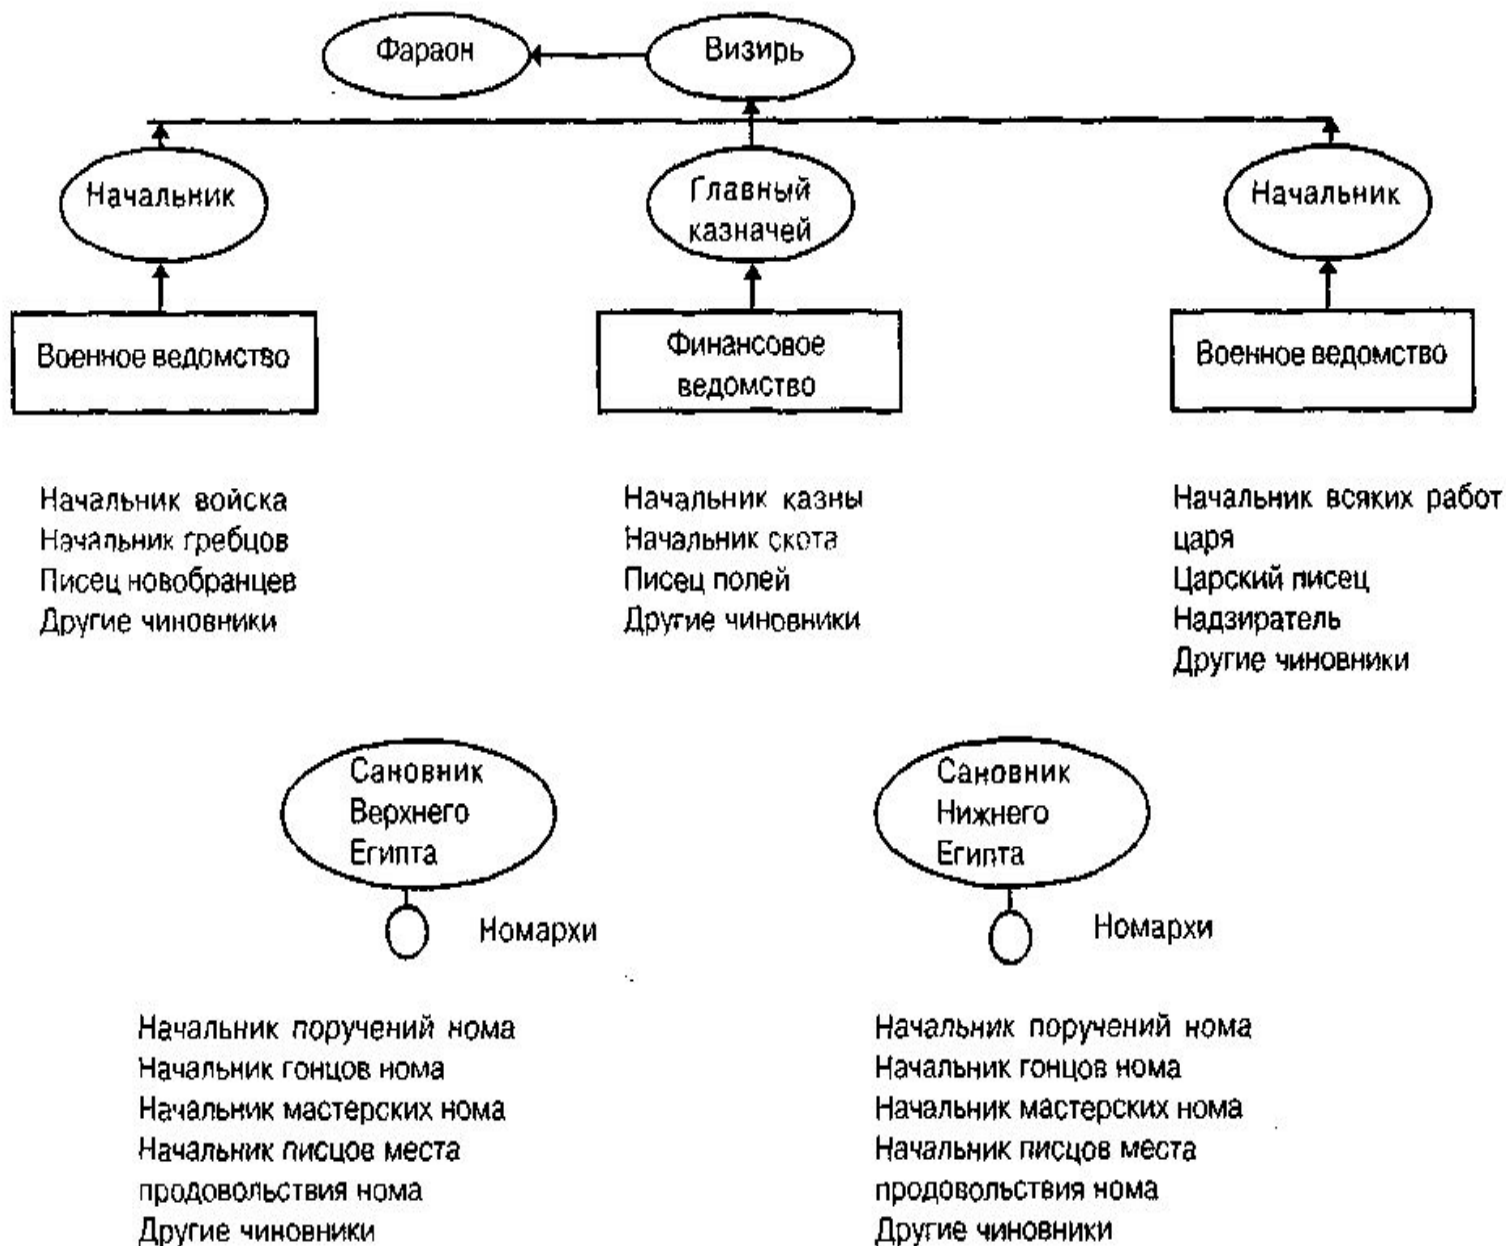 Фараон
Визирь
Начальник
Главный
казначей
Начальник
Военное ведомство
Финансовое
ведомство
Военное ведомство
Начальник войска
Начальник гребцов
Писец новобранцев
Другие чиновники
Начальник казны
Начальник скота
Писец полей
Другие чиновники
Начальник всяких работ
царя
Царский писец
Надзиратель
Другие чиновники
Сановник
Верхнего
Египта
Номархи
Сановник
Нижнего
Египта
Номархи
Начальник поручений нома
Начальник гонцов нома
Начальник мастерских нома
Начальник писцов места
продовольствия нома
Другие чиновники
Начальник поручений нома
Начальник гонцов нома
Начальник мастерских нома
Начальник писцов места
продовольствия нома
Другие чиновники